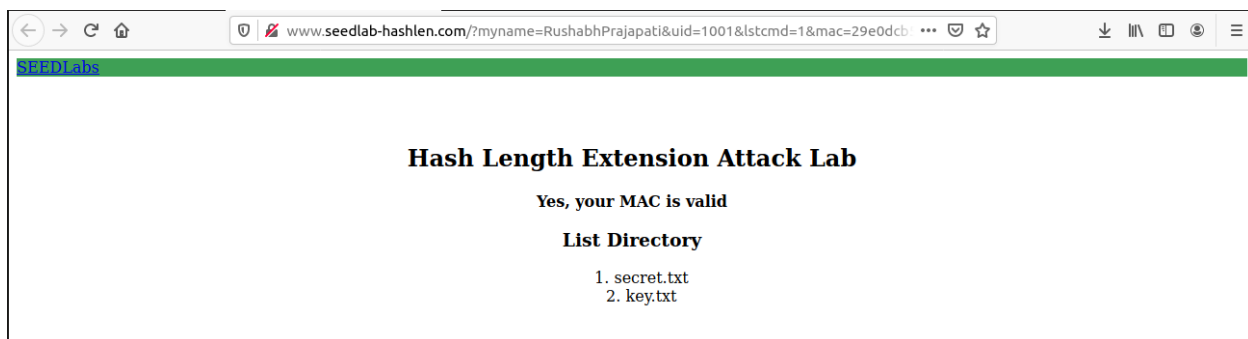 www.seedlab-hashlen.com/?myname=RushabhPrajapati&uid=1001&lstcmd=1&mac=29e0dcb
SEEDLabs
Hash Length Extension Attack Lab
Yes, your MAC is valid
List Directory
1. secret.txt
2. key.txt